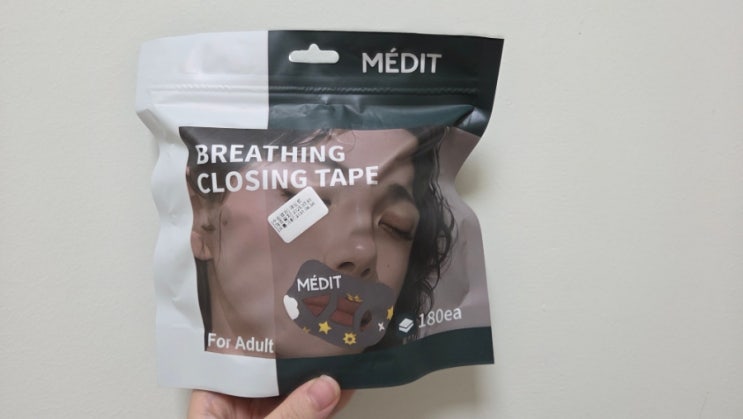 MÉDIT
BREATHING
CLOSING TAPE
MÉDIT
180ea
For Adult